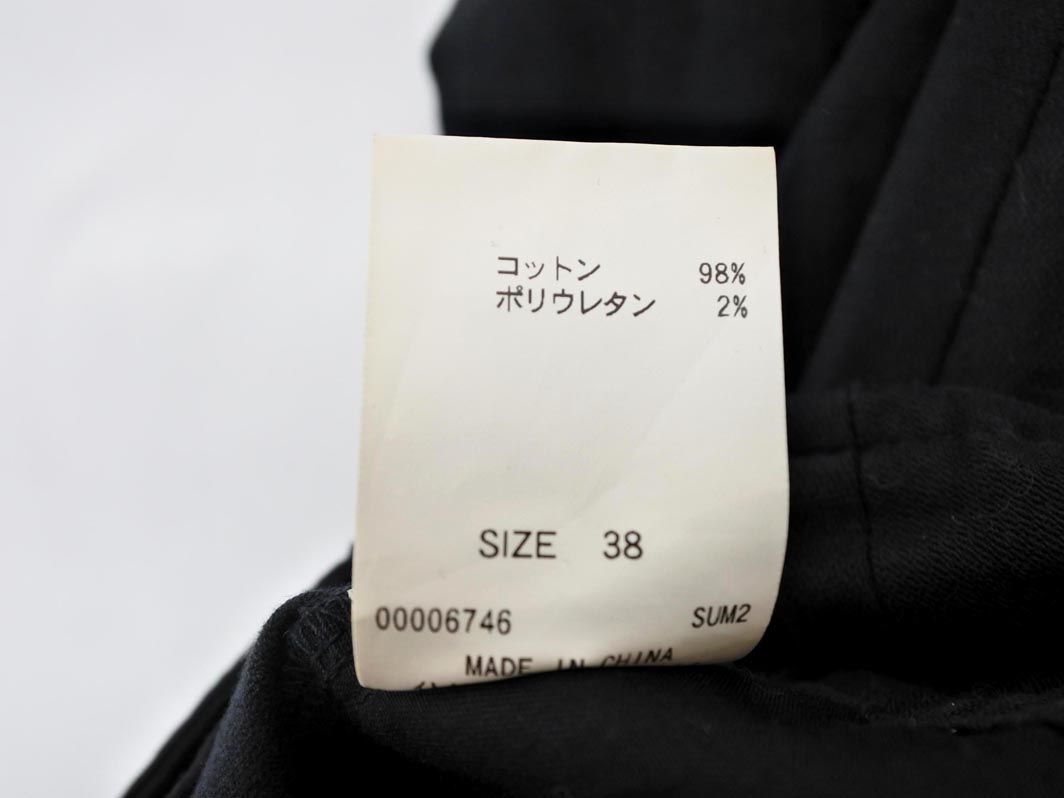 コットン 98%
ポリウレタン 2%
SIZE 38
00006746 SUM2
MADE IN CHINA